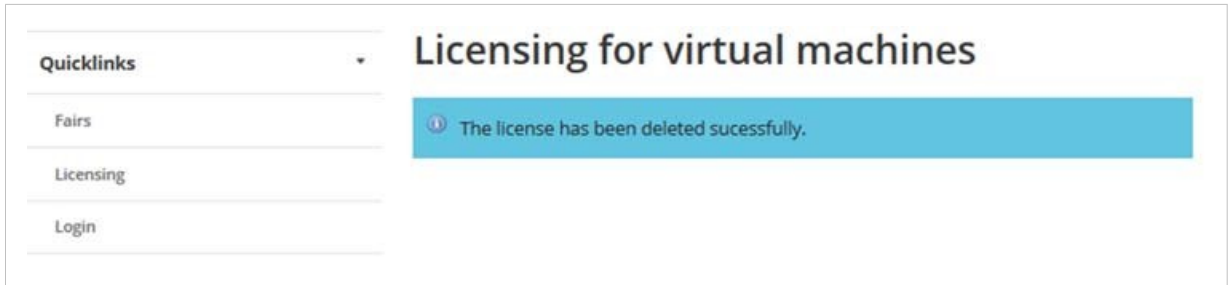 Quicklinks
Fairs
Licensing
Login
Licensing for virtual machines
The license has been deleted sucessfully.